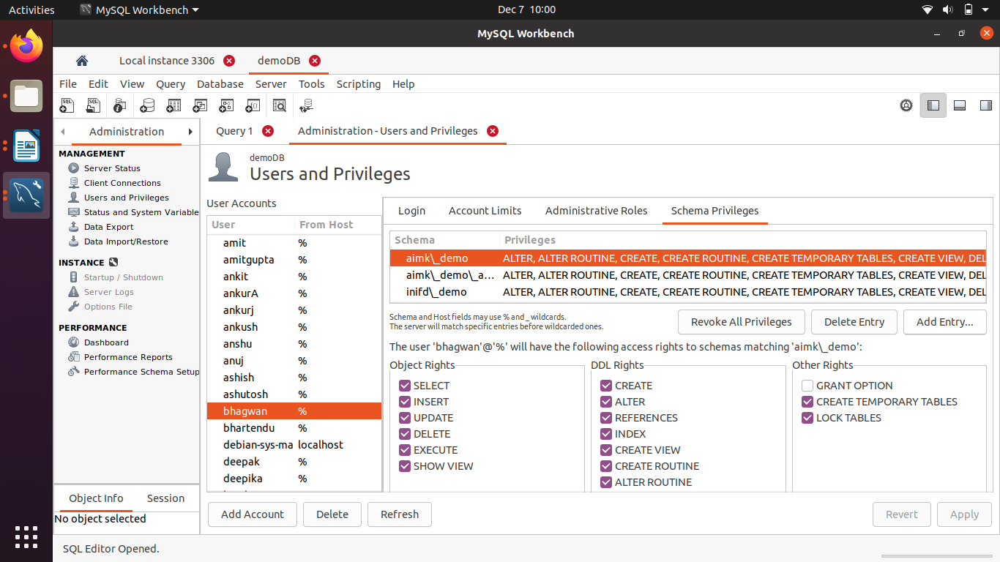 Activities MySQL Workbench Dec 7 10:00
MySQL Workbench
Local instance 3306 demoDB
File Edit View Query Database Server Tools Scripting Help
Administration
MANAGEMENT
Server Status
Client Connections
Users and Privileges
Status and System Variable
Data Export
Data Import/Restore
INSTANCE
Startup / Shutdown
Server Logs
Options File
PERFORMANCE
Dashboard
Performance Reports
Performance Schema Setup
Object Info Session
No object selected
Query 1 Administration - Users and Privileges
demoDB
Users and Privileges
User Accounts
User From Host
amit %
amitgupta %
ankit %
ankurA %
ankurj %
ankush %
anshu %
anuj %
ashish %
ashutosh %
bhagwan %
bhartendu %
debian-sys-ma localhost
deepak %
deepika %
Login Account Limits Administrative Roles Schema Privileges
Schema Privileges
aimk\_demo ALTER, ALTER ROUTINE, CREATE, CREATE ROUTINE, CREATE TEMPORARY TABLES, CREATE VIEW, DEL
aimk\_demo\_a... ALTER, ALTER ROUTINE, CREATE, CREATE ROUTINE, CREATE TEMPORARY TABLES, CREATE VIEW, DEL
inifd\_demo ALTER, ALTER ROUTINE, CREATE, CREATE ROUTINE, CREATE TEMPORARY TABLES, CREATE VIEW, DEL
Schema and Host fields may use % and _ wildcards.
The server will match specific entries before wildcarded ones.
Revoke All Privileges Delete Entry Add Entry...
The user 'bhagwan'@'%' will have the following access rights to schemas matching 'aimk\_demo':
Object Rights
SELECT
INSERT
UPDATE
DELETE
EXECUTE
SHOW VIEW
DDL Rights
CREATE
ALTER
REFERENCES
INDEX
CREATE VIEW
CREATE ROUTINE
ALTER ROUTINE
Other Rights
GRANT OPTION
CREATE TEMPORARY TABLES
LOCK TABLES
Add Account Delete Refresh Revert Apply
SQL Editor Opened.